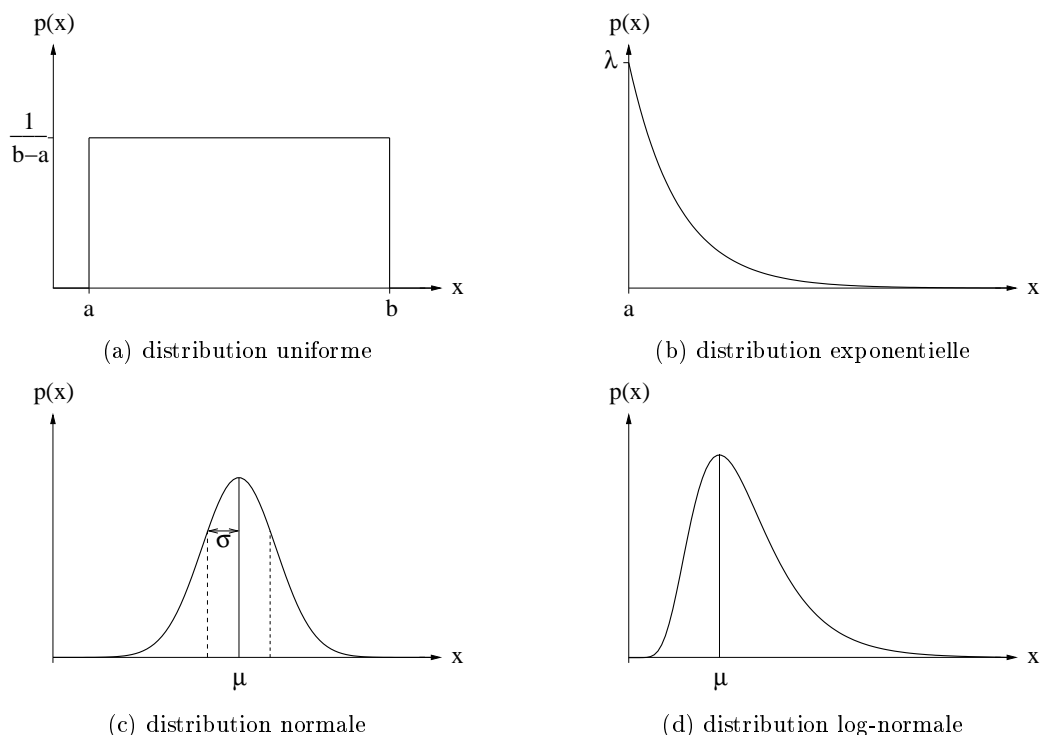 p(x)
1
b−a
a
b
x
(a) distribution uniforme
p(x)
λ
a
x
(b) distribution exponentielle
p(x)
σ
μ
x
(c) distribution normale
p(x)
μ
x
(d) distribution log-normale